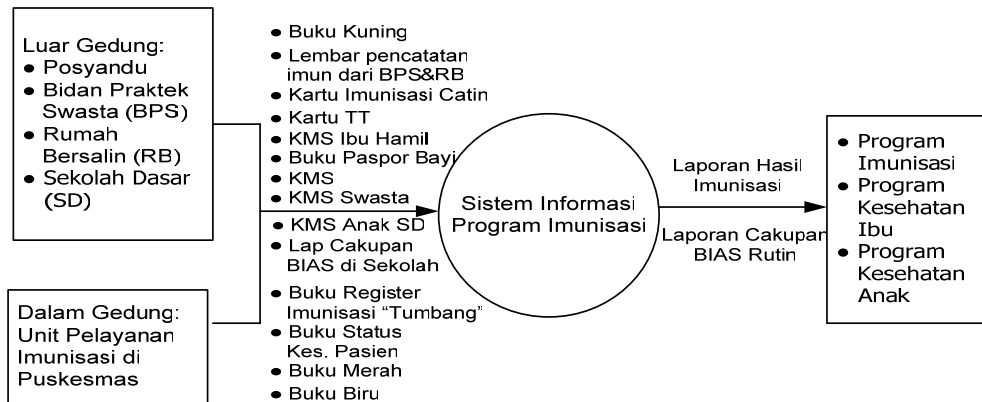 Luar Gedung:
● Posyandu
● Bidan Praktek
Swasta (BPS)
● Rumah
Bersalin (RB)
● Sekolah Dasar
(SD)
Dalam Gedung:
Unit Pelayanan
Imunisasi di
Puskesmas
● Buku Kuning
● Lembar pencatatan
imun dari BPS&RB
● Kartu Imunisasi Catin
● Kartu TT
● KMS Ibu Hamil
● Buku Paspor Bayi
● KMS
● KMS Swasta
● KMS Anak SD
● Lap Cakupan
BIAS di Sekolah
● Buku Register
Imunisasi “Tumbang”
● Buku Status
Kes. Pasien
● Buku Merah
● Buku Biru
Sistem Informasi
Program Imunisasi
Laporan Hasil
Imunisasi
Laporan Cakupan
BIAS Rutin
● Program
Imunisasi
● Program
Kesehatan
Ibu
● Program
Kesehatan
Anak